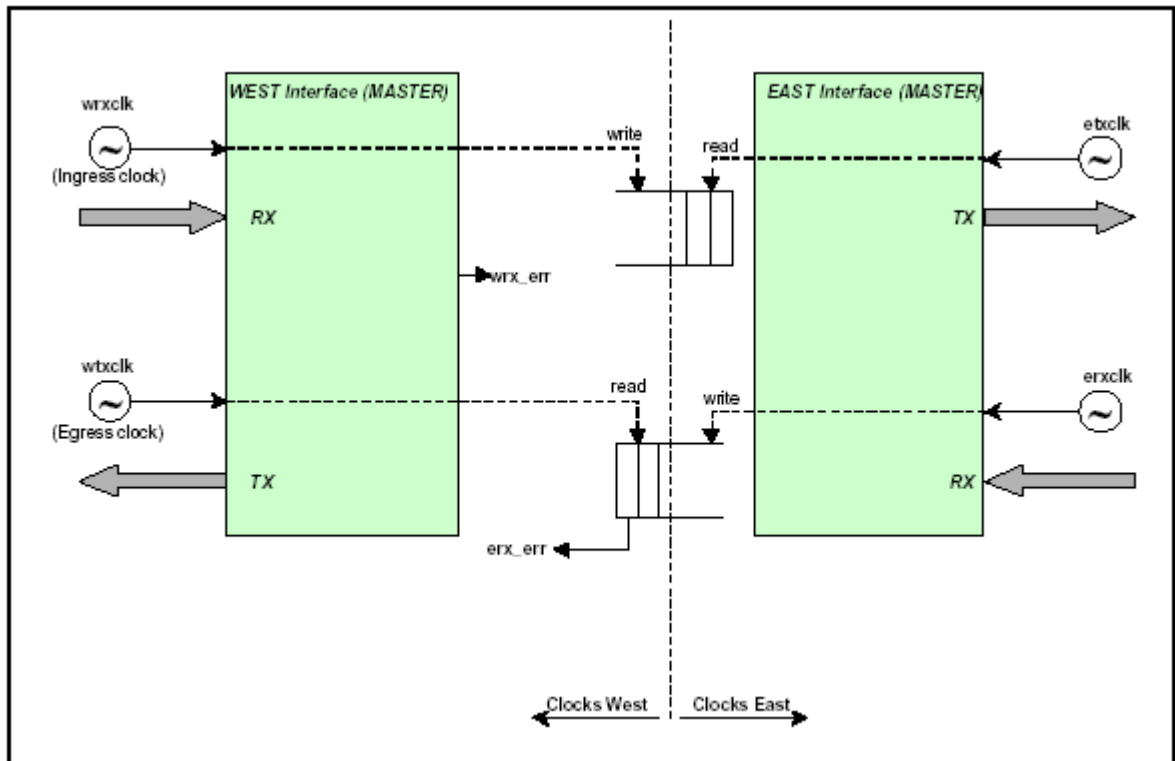 WEST Interface (MASTER)
EAST Interface (MASTER)
wrxclk
etxclk
write
read
(Ingress clock)
RX
TX
wrx_err
wtxclk
erxclk
read
write
(Egress clock)
TX
RX
erx_err
Clocks West
Clocks East